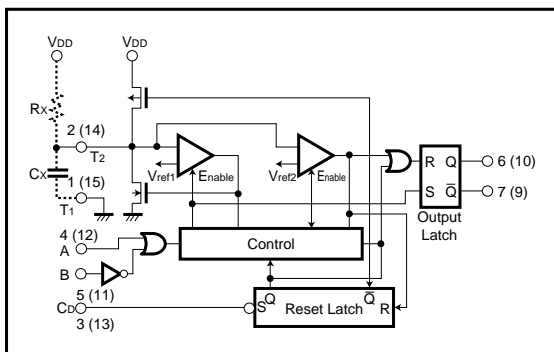 VDD
VDD
RX
2 (14)
T2
CX
1 (15)
T1
Vref1
Enable
Vref2
Enable
R
Q
6 (10)
S
Q̅
7 (9)
Output
Latch
4 (12)
A
Control
B
5 (11)
CD
3 (13)
S
Q
Reset Latch
Q̅
R